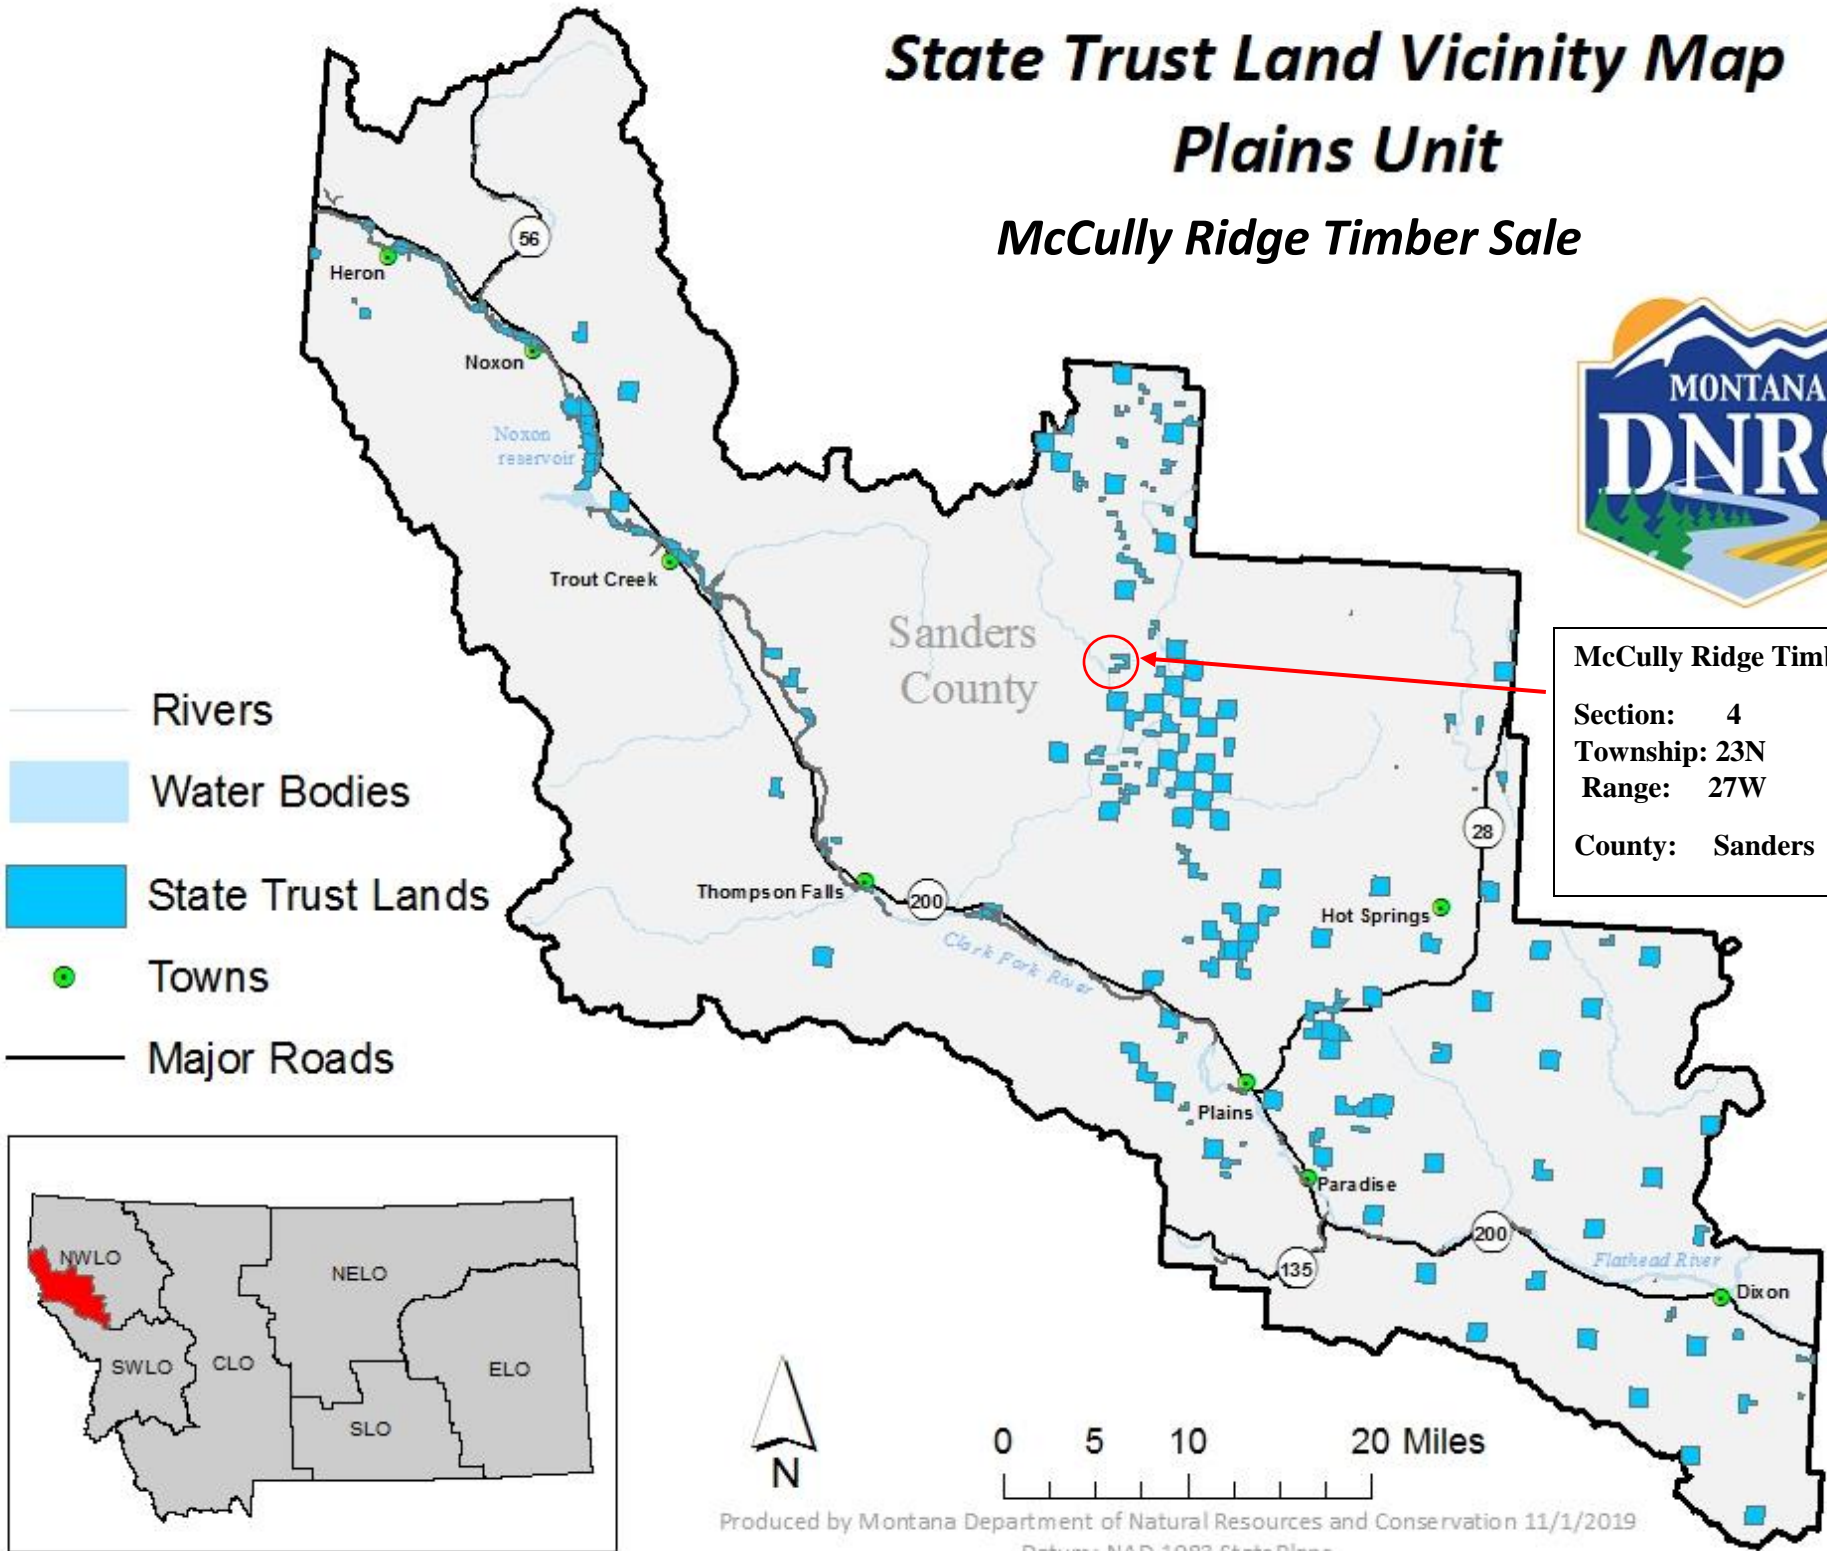 State Trust Land Vicinity Map
Plains Unit
McCully Ridge Timber Sale
56
Heron
Noxon
Noxon
reservoir
Trout Creek
Sanders
County
MONTANA
McCully Ridge
Section: 4
Township: 23N
Range: 27W
County: Sanders
Rivers
Water Bodies
State Trust Lands
Towns
Major Roads
28
Thompson Falls
200
Hot Springs
Clark Fork River
Plains
Paradise
200
135
Flathead River
Dixon
NWLO
NELO
SWLO
CLO
ELO
SLO
N
0 5 10 20 Miles
Produced by Montana Department of Natural Resources and Conservation 11/1/2019